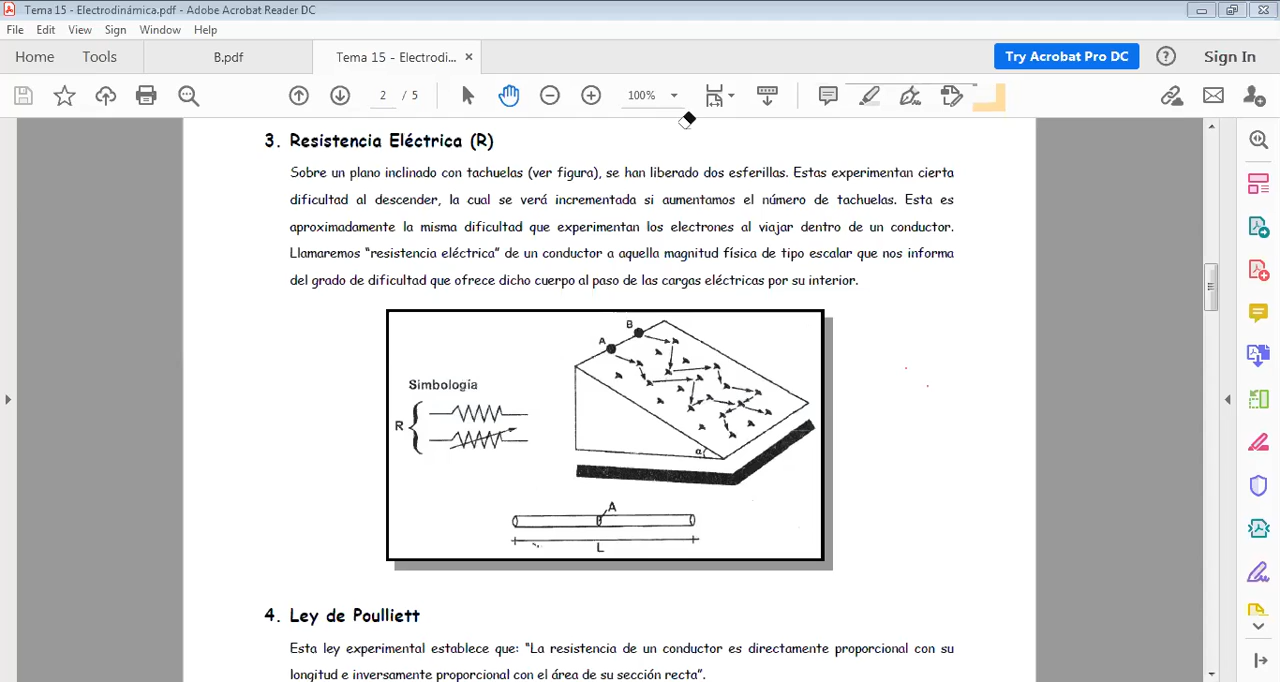 Tema 15 - Electrodinámica.pdf - Adobe Acrobat Reader DC
File Edit View Sign Window Help
Home Tools B.pdf Tema 15 - Electrodi... × Try Acrobat Pro DC ? Sign In
2 / 5 100%
3. Resistencia Eléctrica (R)
Sobre un plano inclinado con tachuelas (ver figura), se han liberado dos esferillas. Estas experimentan cierta
dificultad al descender, la cual se verá incrementada si aumentamos el número de tachuelas. Esta es
aproximadamente la misma dificultad que experimentan los electrones al viajar dentro de un conductor.
Llamaremos “resistencia eléctrica” de un conductor a aquella magnitud física de tipo escalar que nos informa
del grado de dificultad que ofrece dicho cuerpo al paso de las cargas eléctricas por su interior.
B
A
Simbología
R
α
A
L
4. Ley de Poulliett
Esta ley experimental establece que: “La resistencia de un conductor es directamente proporcional con su
longitud e inversamente proporcional con el área de su sección recta”.